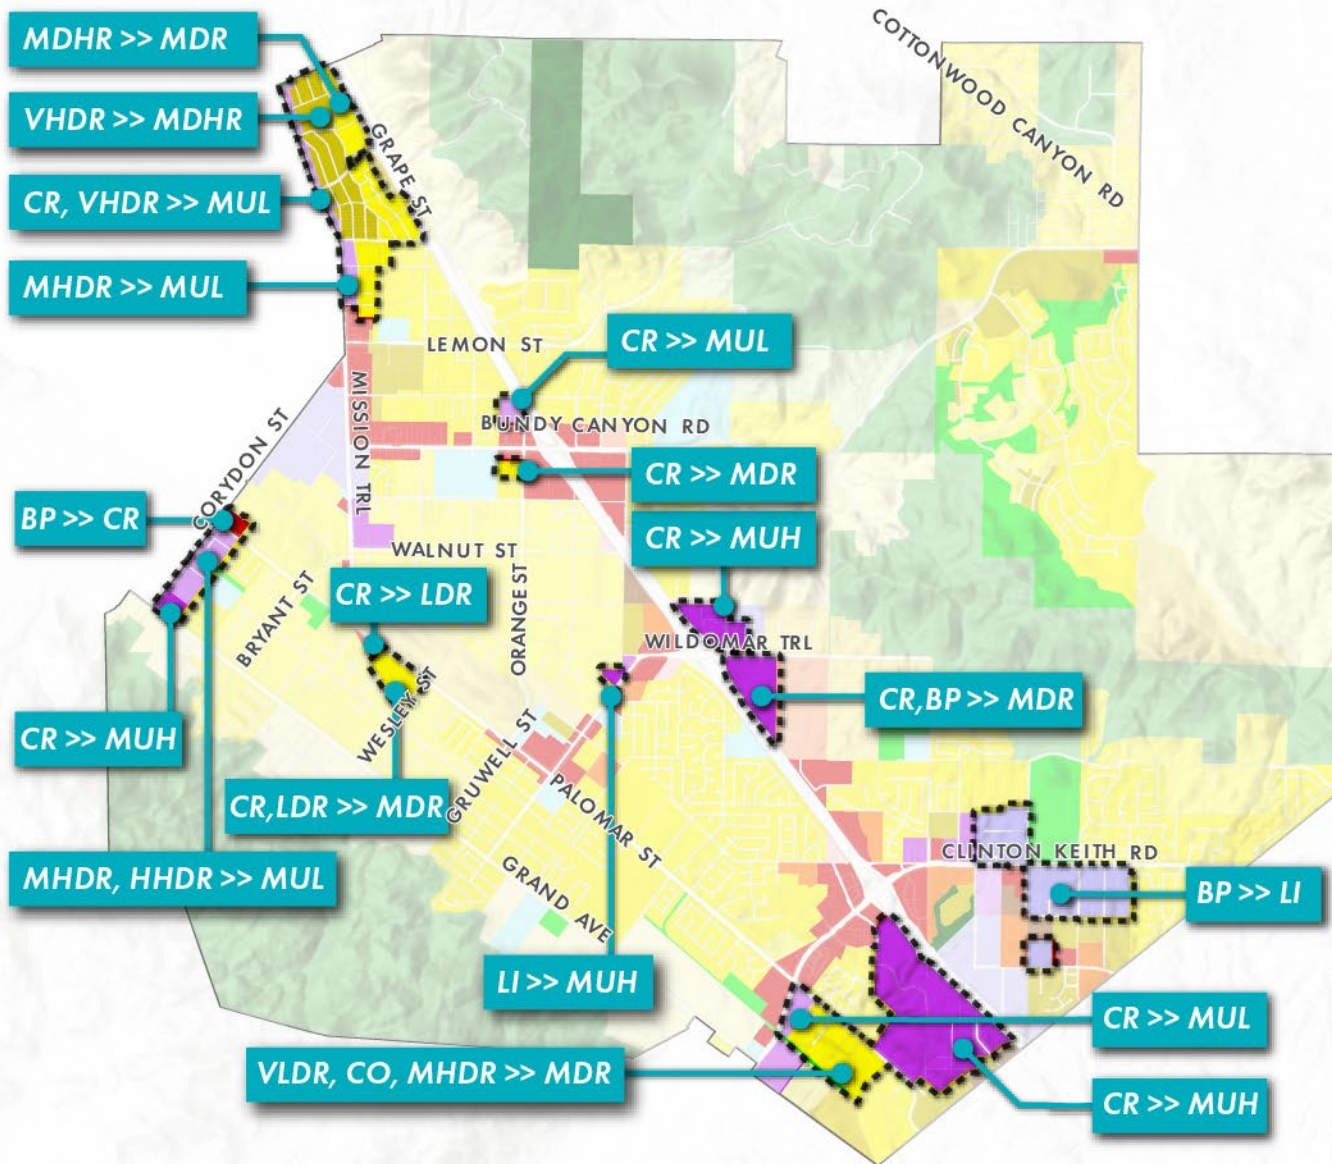 MDHR >> MDR
VHDR >> MDHR
CR, VHDR >> MUL
MHDR >> MUL
COTTONWOOD CANYON RD
GRAPE ST
LEMON ST
CR >> MUL
MISSION TRL
BUNDY CANYON RD
CORYDON ST
CR >> MDR
BP >> CR
CR >> MUH
WALNUT ST
BRYANT ST
CR >> LDR
ORANGE ST
WILDOMAR TRL
CR >> MUH
WESLEY ST
CR,BP >> MDR
CR,LDR >> MDR
GRUWELL ST
PALOMAR ST
MHDR, HHDR >> MUL
GRAND AVE
CLINTON KEITH RD
BP >> LI
LI >> MUH
CR >> MUL
VLDR, CO, MHDR >> MDR
CR >> MUH